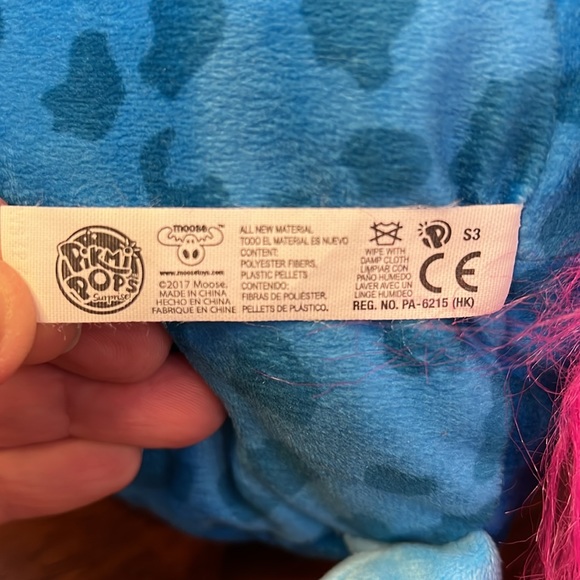 PIKMI
POPS
Surprise!
moose
www.moosetoys.com
©2017 Moose.
MADE IN CHINA
HECHO EN CHINA
FABRIQUE EN CHINE
ALL NEW MATERIAL
TODO EL MATERIAL ES NUEVO
CONTENT:
POLYESTER FIBERS,
PLASTIC PELLETS
CONTENIDO:
FIBRAS DE POLIÉSTER,
PELLETS DE PLÁSTICO.
P S3
WIPE WITH
DAMP CLOTH
LIMPIAR CON
PAÑO HUMEDO
LAVER AVEC UN
LINGE HUMIDEO
CE
REG. NO. PA-6215 (HK)